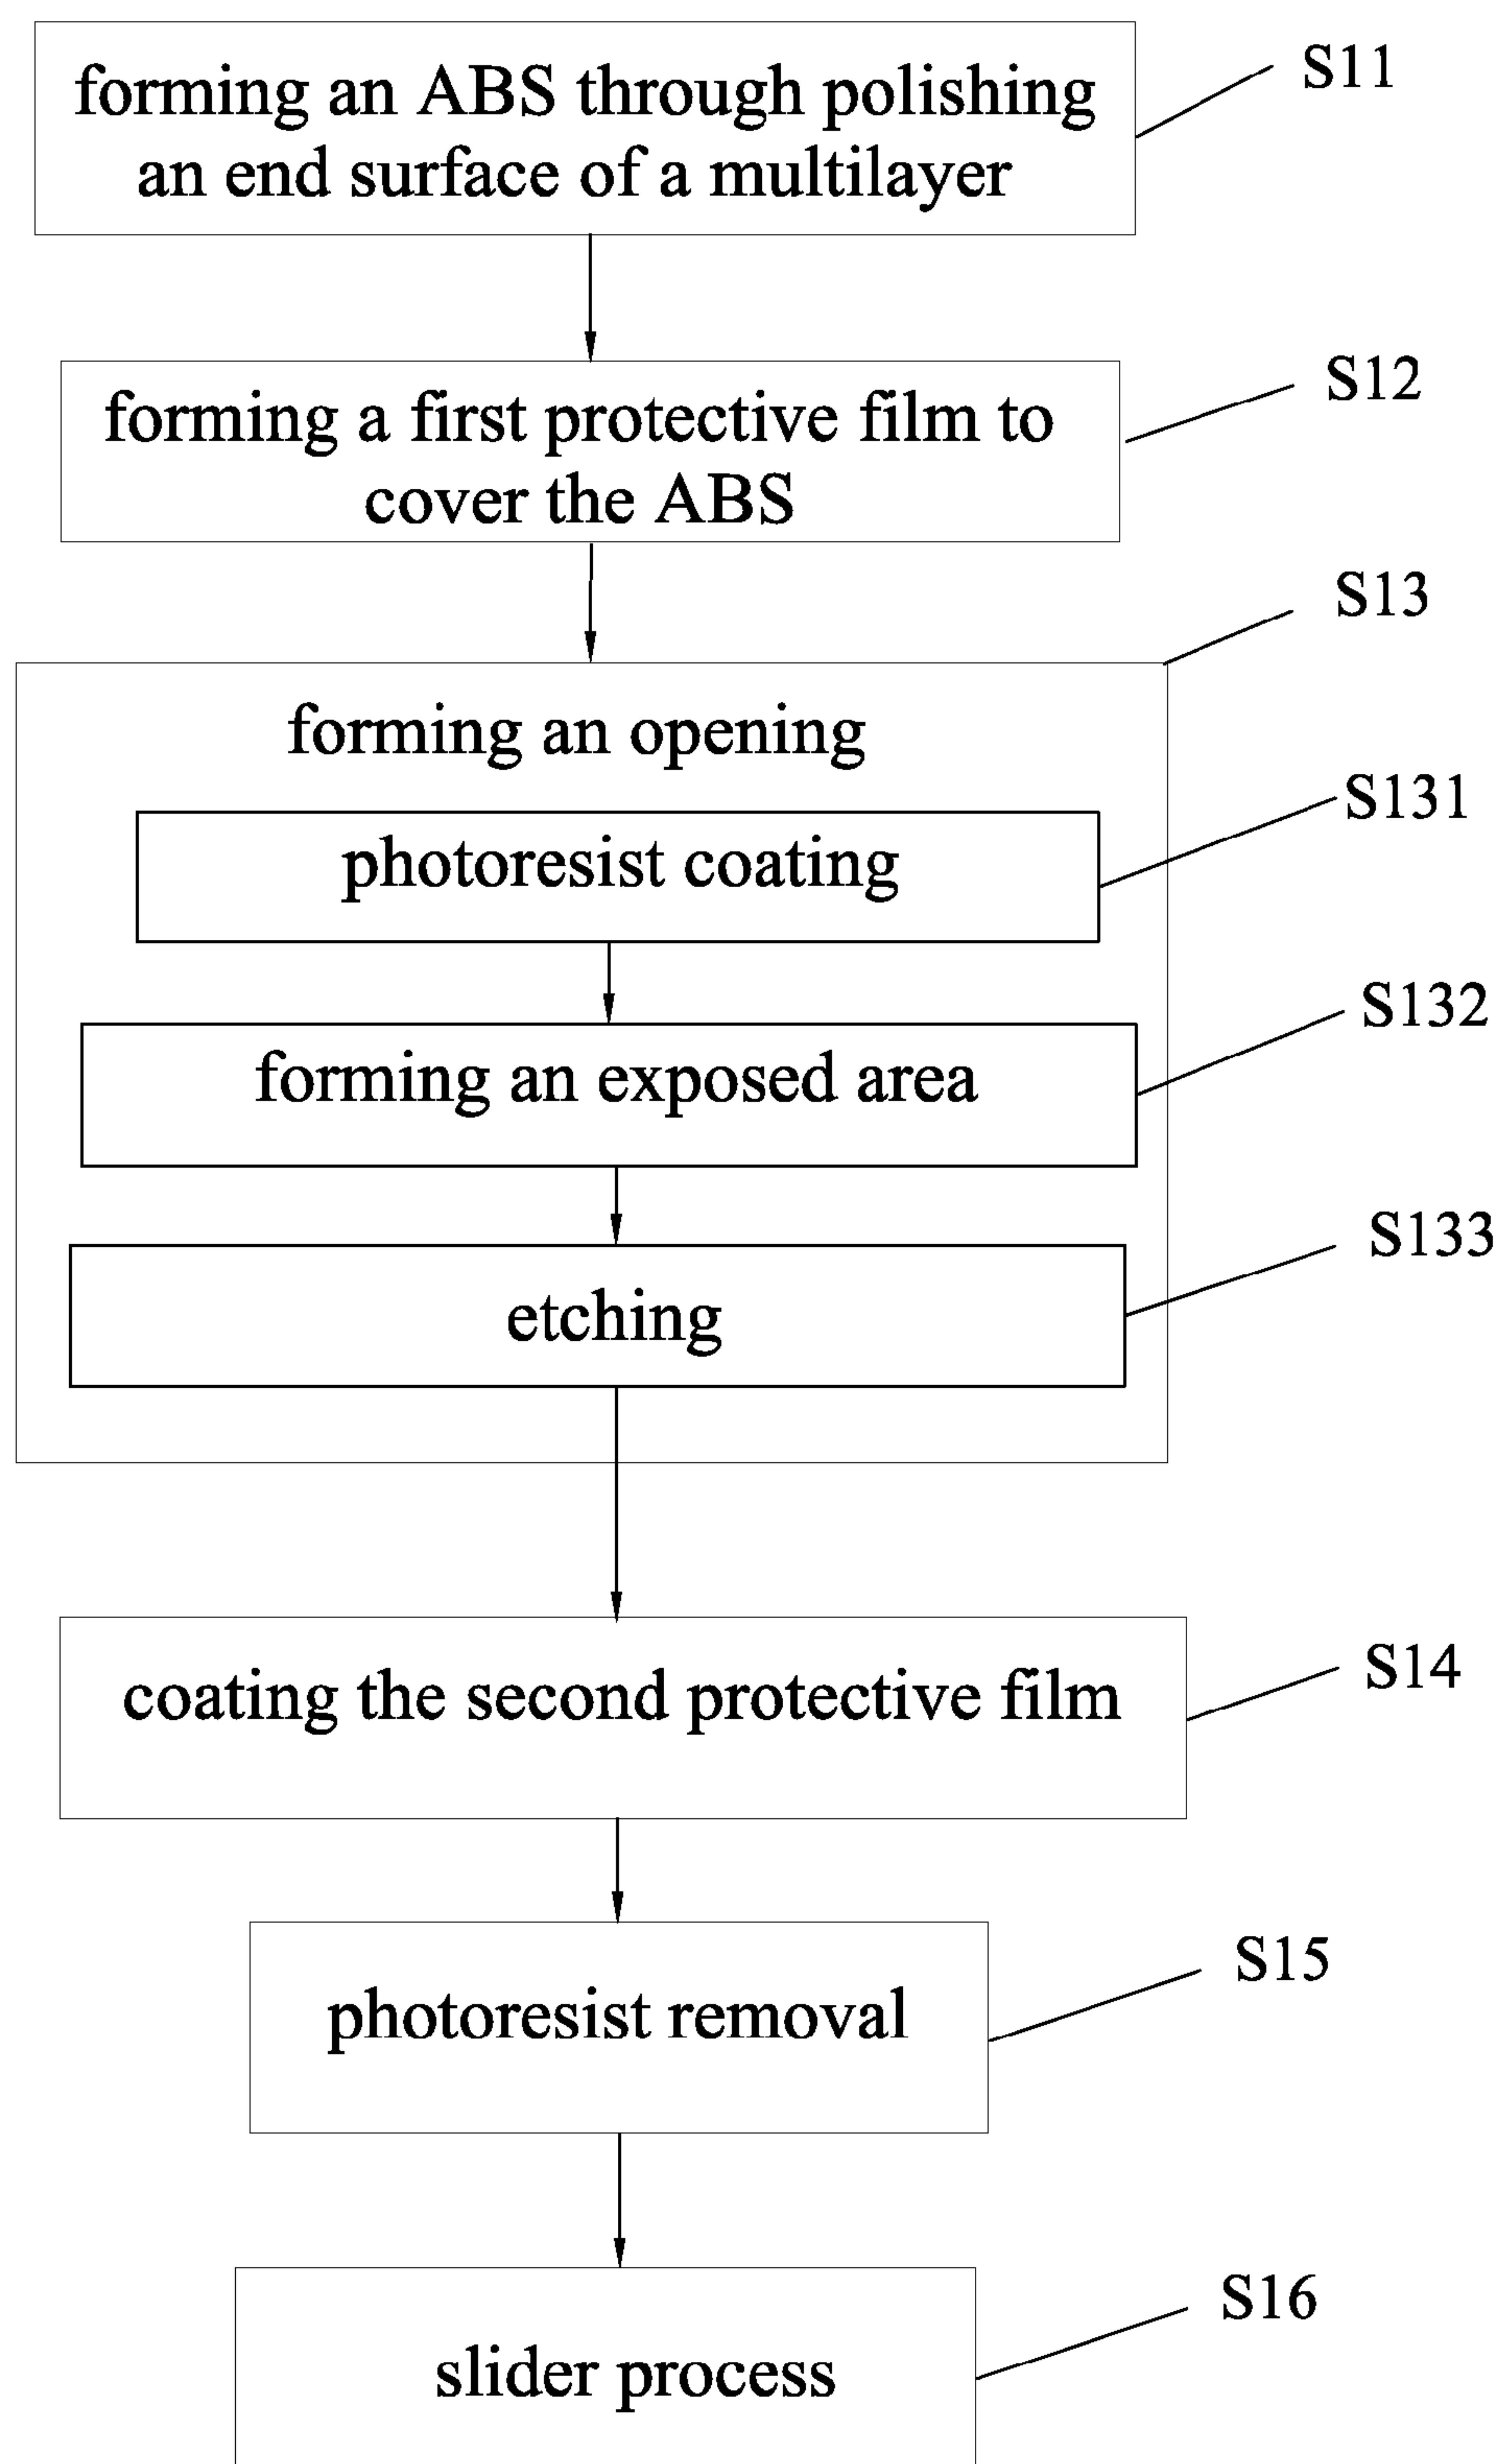 forming an ABS through polishing
an end surface of a multilayer
S11
forming a first protective film to
cover the ABS
S12
S13
forming an opening
photoresist coating
S131
forming an exposed area
S132
etching
S133
coating the second protective film
S14
photoresist removal
S15
slider process
S16